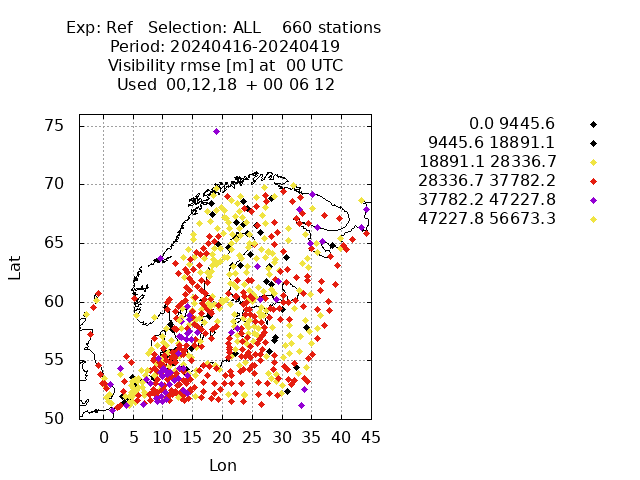 Exp: Ref   Selection: ALL    660 stations
Period: 20240416-20240419
Visibility rmse [m] at  00 UTC
Used  00,12,18  + 00 06 12
0.0 9445.6
9445.6 18891.1
18891.1 28336.7
28336.7 37782.2
37782.2 47227.8
47227.8 56673.3
75
70
65
60
55
50
Lat
0 5 10 15 20 25 30 35 40 45
Lon